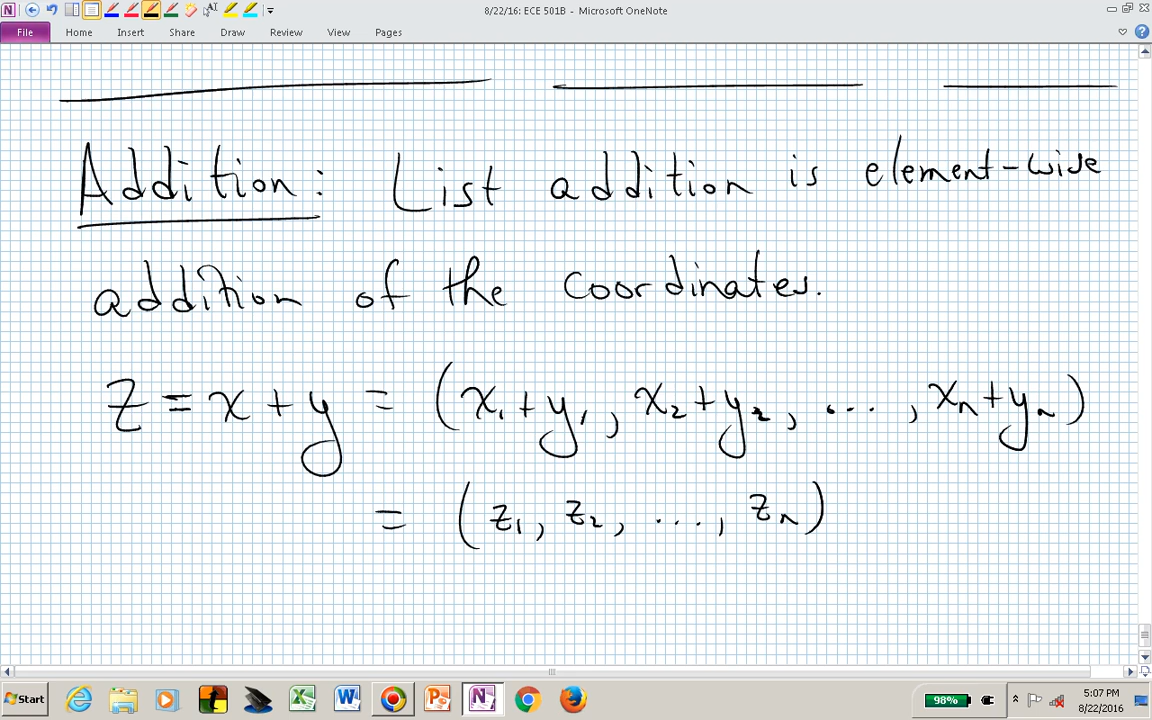 8/22/16: ECE 501B - Microsoft OneNote
File Home Insert Share Draw Review View Pages
Addition: List addition is element-wise
addition of the coordinates.
z = x + y = (x₁+y₁, x₂+y₂, ..., xₙ+yₙ)
= (z₁, z₂, ..., zₙ)
Start
98%
5:07 PM
8/22/2016